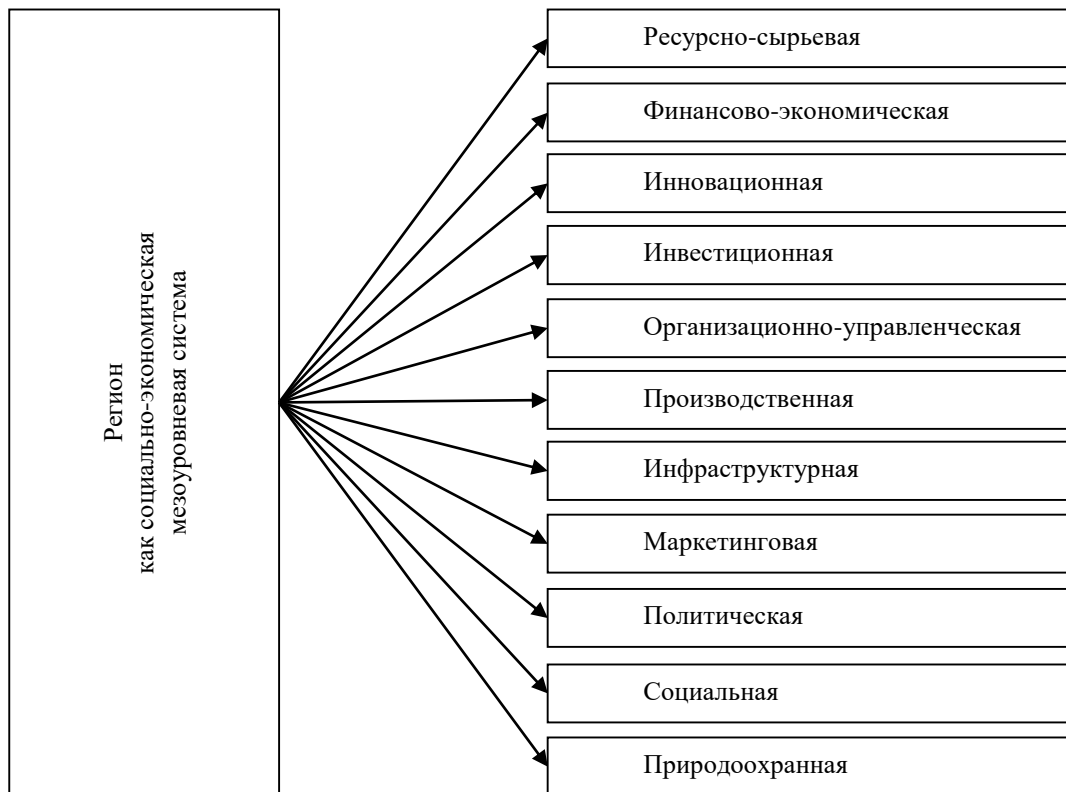 Регион
как социально-экономическая
мезоуровневая система
Ресурсно-сырьевая
Финансово-экономическая
Инновационная
Инвестиционная
Организационно-управленческая
Производственная
Инфраструктурная
Маркетинговая
Политическая
Социальная
Природоохранная